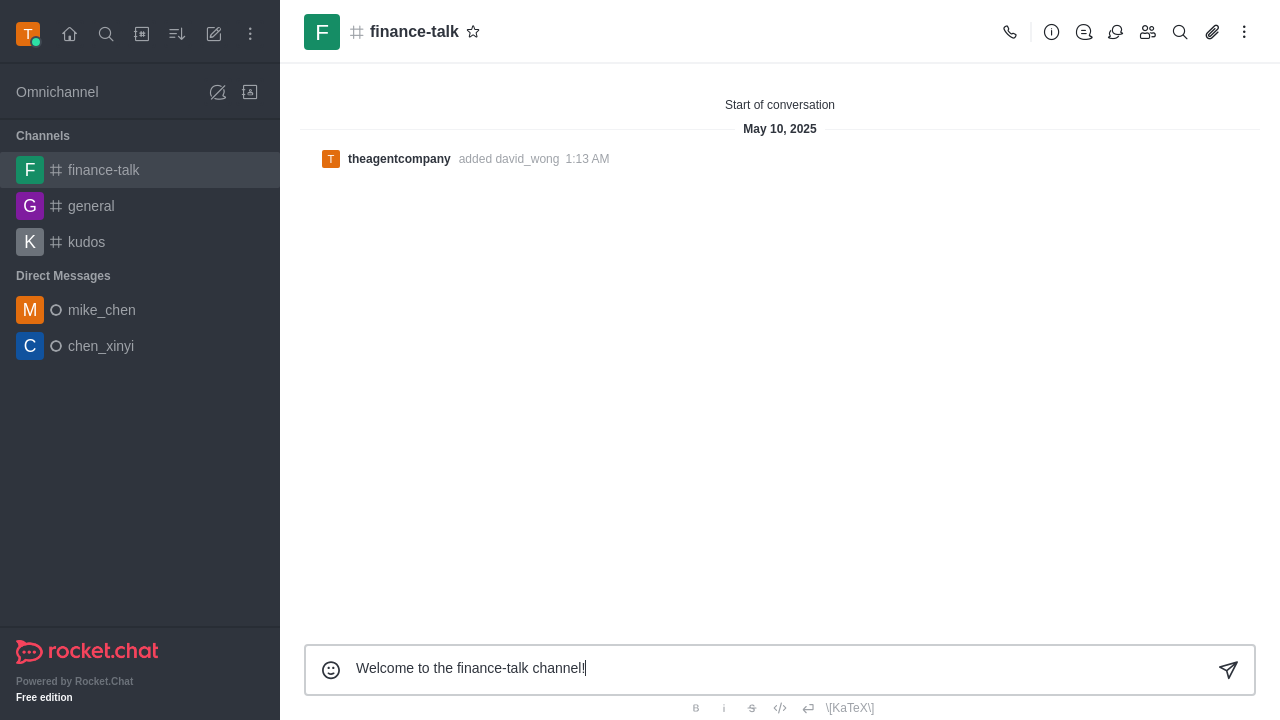 T
Omnichannel
Channels
F finance-talk
G general
K kudos
Direct Messages
M mike_chen
C chen_xinyi
rocket.chat
Powered by Rocket.Chat
Free edition
F finance-talk
Start of conversation
May 10, 2025
T theagentcompany added david_wong 1:13 AM
Welcome to the finance-talk channel!
B i S \[KaTeX\]